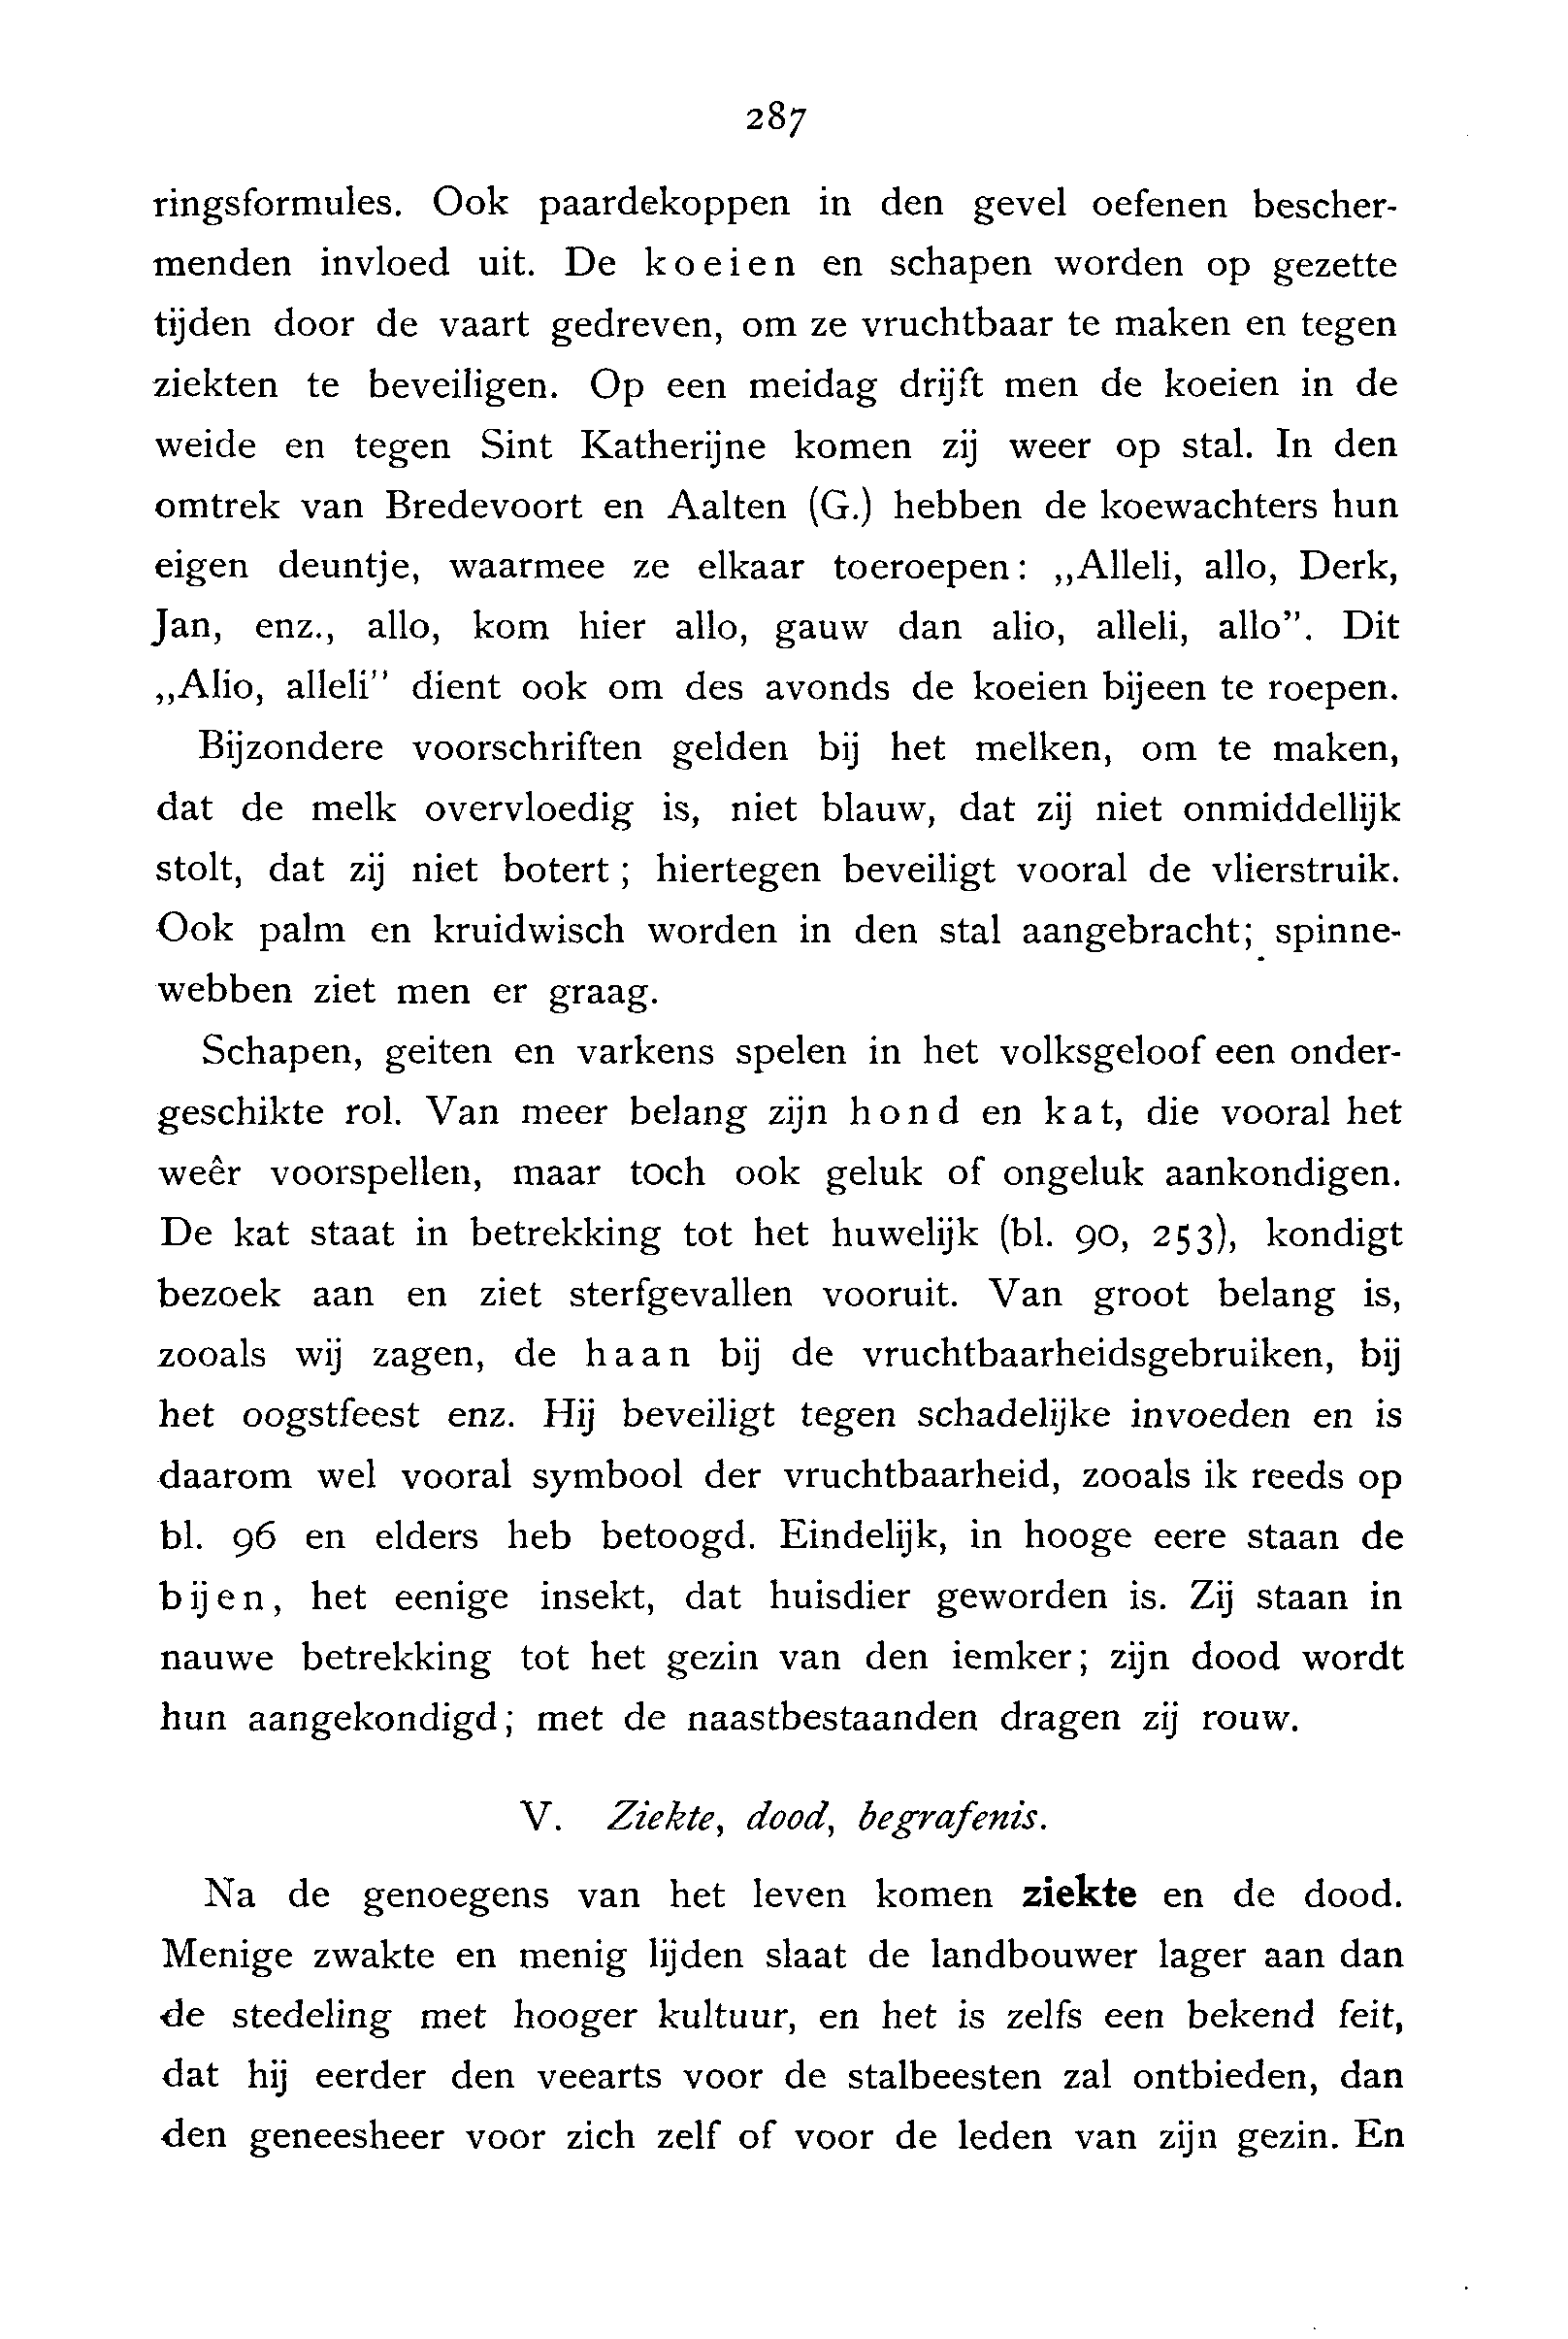 287
ringsformules. Ook paardekoppen in den gevel oefenen bescher-
menden invloed uit. De koeien en schapen worden op gezette
tijden door de vaart gedreven, om ze vruchtbaar te maken en tegen
ziekten te beveiligen. Op een meidag drijft men de koeien in de
weide en tegen Sint Katherijne komen zij weer op stal. In den
omtrek van Bredevoort en Aalten (G.) hebben de koewachters hun
eigen deuntje, waarmee ze elkaar toeroepen: „Alleli, allo, Derk,
Jan, enz., allo, kom hier allo, gauw dan alio, alleli, allo”. Dit
„Alio, alleli” dient ook om des avonds de koeien bijeen te roepen.
Bijzondere voorschriften gelden bij het melken, om te maken,
dat de melk overvloedig is, niet blauw, dat zij niet onmiddellijk
stolt, dat zij niet botert; hiertegen beveiligt vooral de vlierstruik.
Ook palm en kruidwisch worden in den stal aangebracht; spinne-
webben ziet men er graag.
Schapen, geiten en varkens spelen in het volksgeloof een onder-
geschikte rol. Van meer belang zijn hond en kat, die vooral het
weêr voorspellen, maar toch ook geluk of ongeluk aankondigen.
De kat staat in betrekking tot het huwelijk (bl. 90, 253), kondigt
bezoek aan en ziet sterfgevallen vooruit. Van groot belang is,
zooals wij zagen, de haan bij de vruchtbaarheidsgebruiken, bij
het oogstfeest enz. Hij beveiligt tegen schadelijke invoeden en is
daarom wel vooral symbool der vruchtbaarheid, zooals ik reeds op
bl. 96 en elders heb betoogd. Eindelijk, in hooge eere staan de
bijen, het eenige insekt, dat huisdier geworden is. Zij staan in
nauwe betrekking tot het gezin van den iemker; zijn dood wordt
hun aangekondigd; met de naastbestaanden dragen zij rouw.
V. Ziekte, dood, begrafenis.
Na de genoegens van het leven komen ziekte en de dood.
Menige zwakte en menig lijden slaat de landbouwer lager aan dan
de stedeling met hooger kultuur, en het is zelfs een bekend feit,
dat hij eerder den veearts voor de stalbeesten zal ontbieden, dan
den geneesheer voor zich zelf of voor de leden van zijn gezin. En